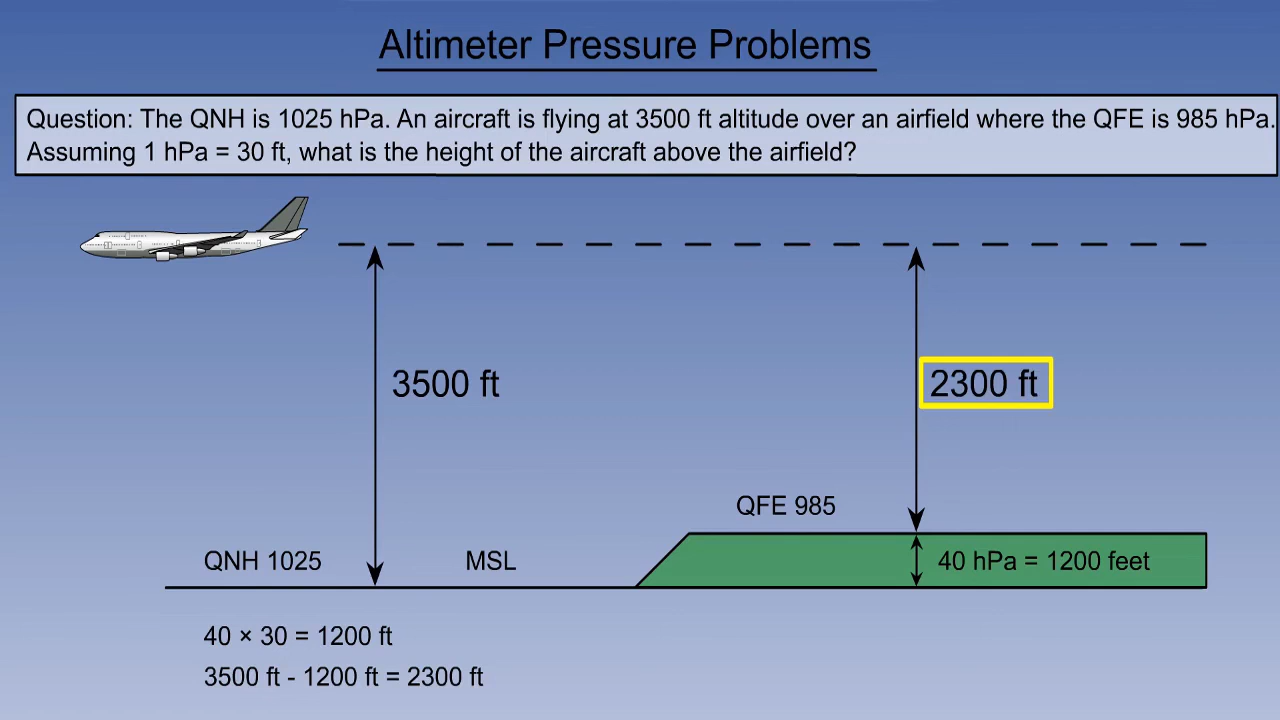 Altimeter Pressure Problems
Question: The QNH is 1025 hPa. An aircraft is flying at 3500 ft altitude over an airfield where the QFE is 985 hPa.
Assuming 1 hPa = 30 ft, what is the height of the aircraft above the airfield?
3500 ft
2300 ft
QFE 985
QNH 1025
MSL
40 hPa = 1200 feet
40 × 30 = 1200 ft
3500 ft - 1200 ft = 2300 ft